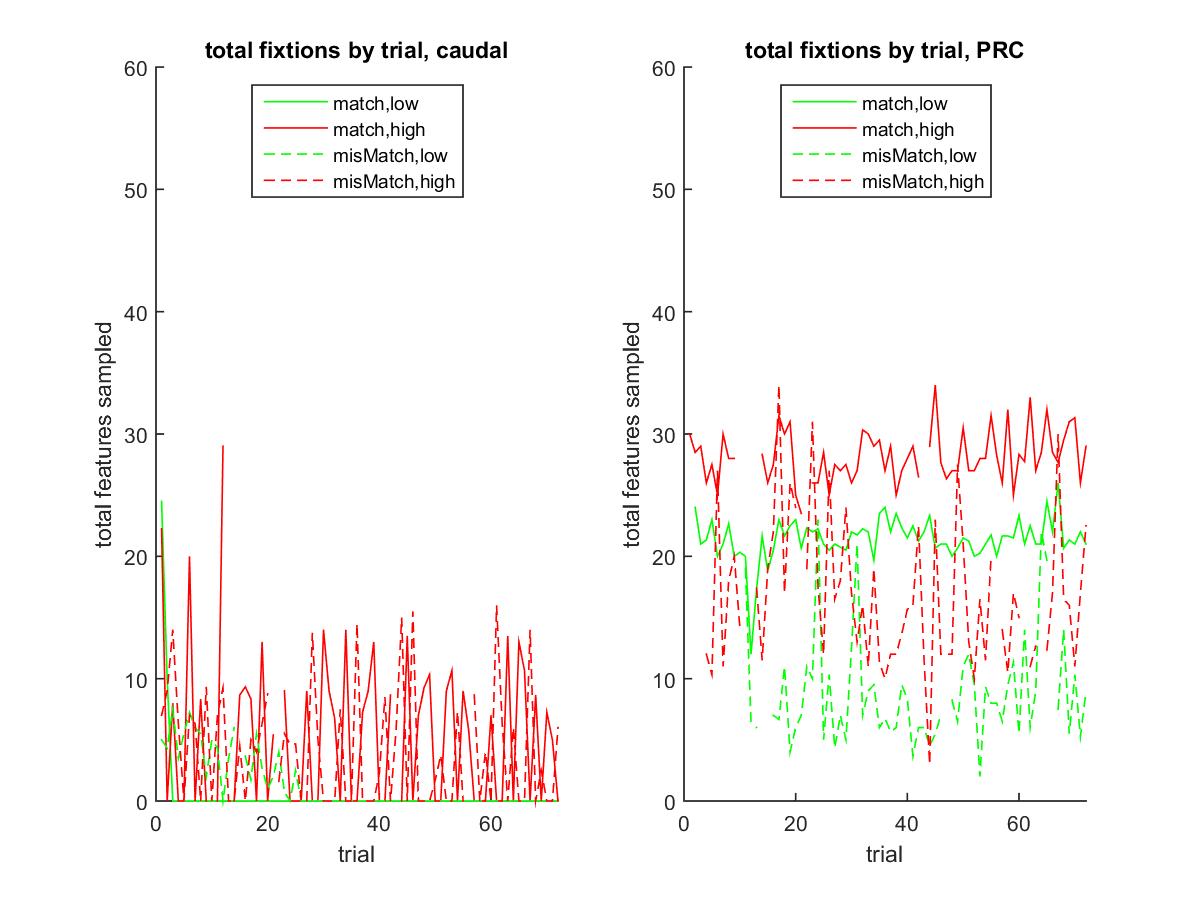 total fixtions by trial, caudal
60
50
40
30
20
10
0
0 20 40 60
trial
total features sampled
match,low
match,high
misMatch,low
misMatch,high
total fixtions by trial, PRC
60
50
40
30
20
10
0
0 20 40 60
trial
total features sampled
match,low
match,high
misMatch,low
misMatch,high